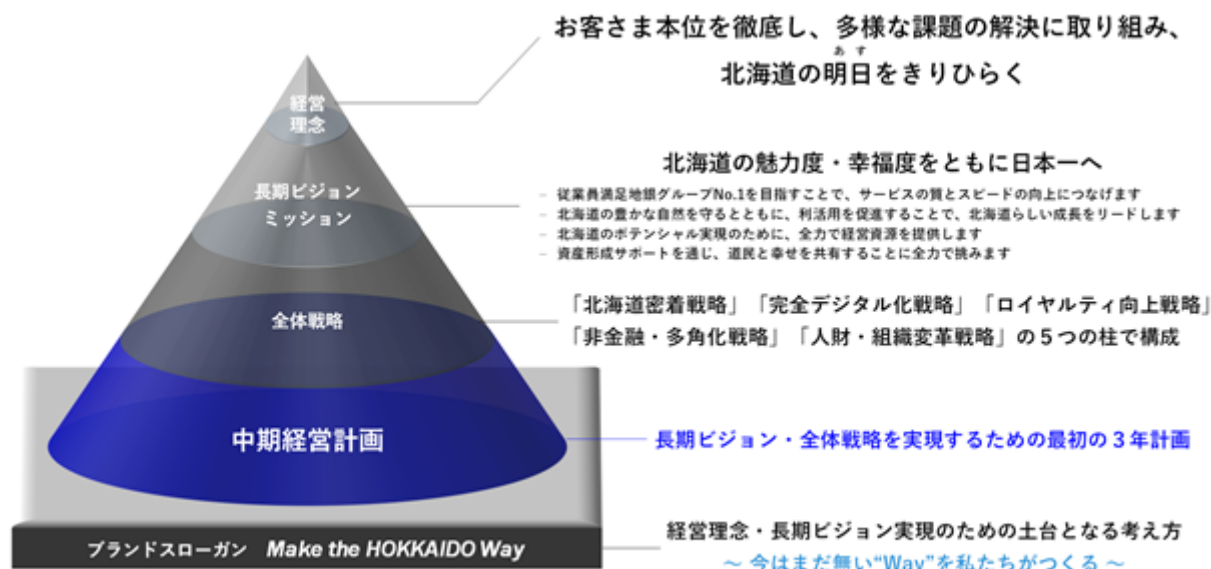 お客さま本位を徹底し、多様な課題の解決に取り組み、
あす
北海道の明日をきりひらく
経営
理念
北海道の魅力度・幸福度をともに日本一へ
長期ビジョン
ミッション
– 従業員満足地銀グループNo.1を目指すことで、サービスの質とスピードの向上につなげます
– 北海道の豊かな自然を守るとともに、利活用を促進することで、北海道らしい成長をリードします
– 北海道のポテンシャル実現のために、全力で経営資源を提供します
– 資産形成サポートを通じ、道民と幸せを共有することに全力で挑みます
全体戦略
「北海道密着戦略」「完全デジタル化戦略」「ロイヤルティ向上戦略」
「非金融・多角化戦略」「人財・組織変革戦略」の5つの柱で構成
中期経営計画
長期ビジョン・全体戦略を実現するための最初の3年計画
ブランドスローガン Make the HOKKAIDO Way
経営理念・長期ビジョン実現のための土台となる考え方
～ 今はまだ無い“Way”を私たちがつくる ～